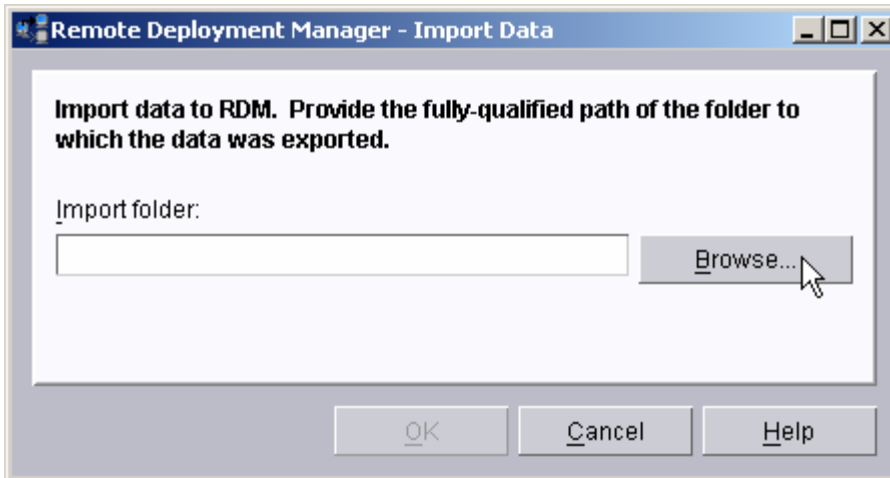 Remote Deployment Manager - Import Data
Import data to RDM. Provide the fully-qualified path of the folder to
which the data was exported.
Import folder:
Browse...
OK
Cancel
Help